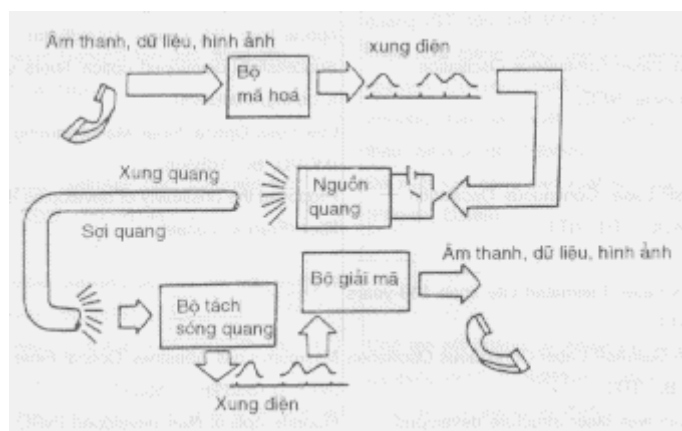 Âm thanh, dữ liệu, hình ảnh
Bộ
mã hoá
xung điện
Xung quang
Sợi quang
Nguồn
quang
Âm thanh, dữ liệu, hình ảnh
Bộ giải mã
Bộ tách
sóng quang
Xung điện